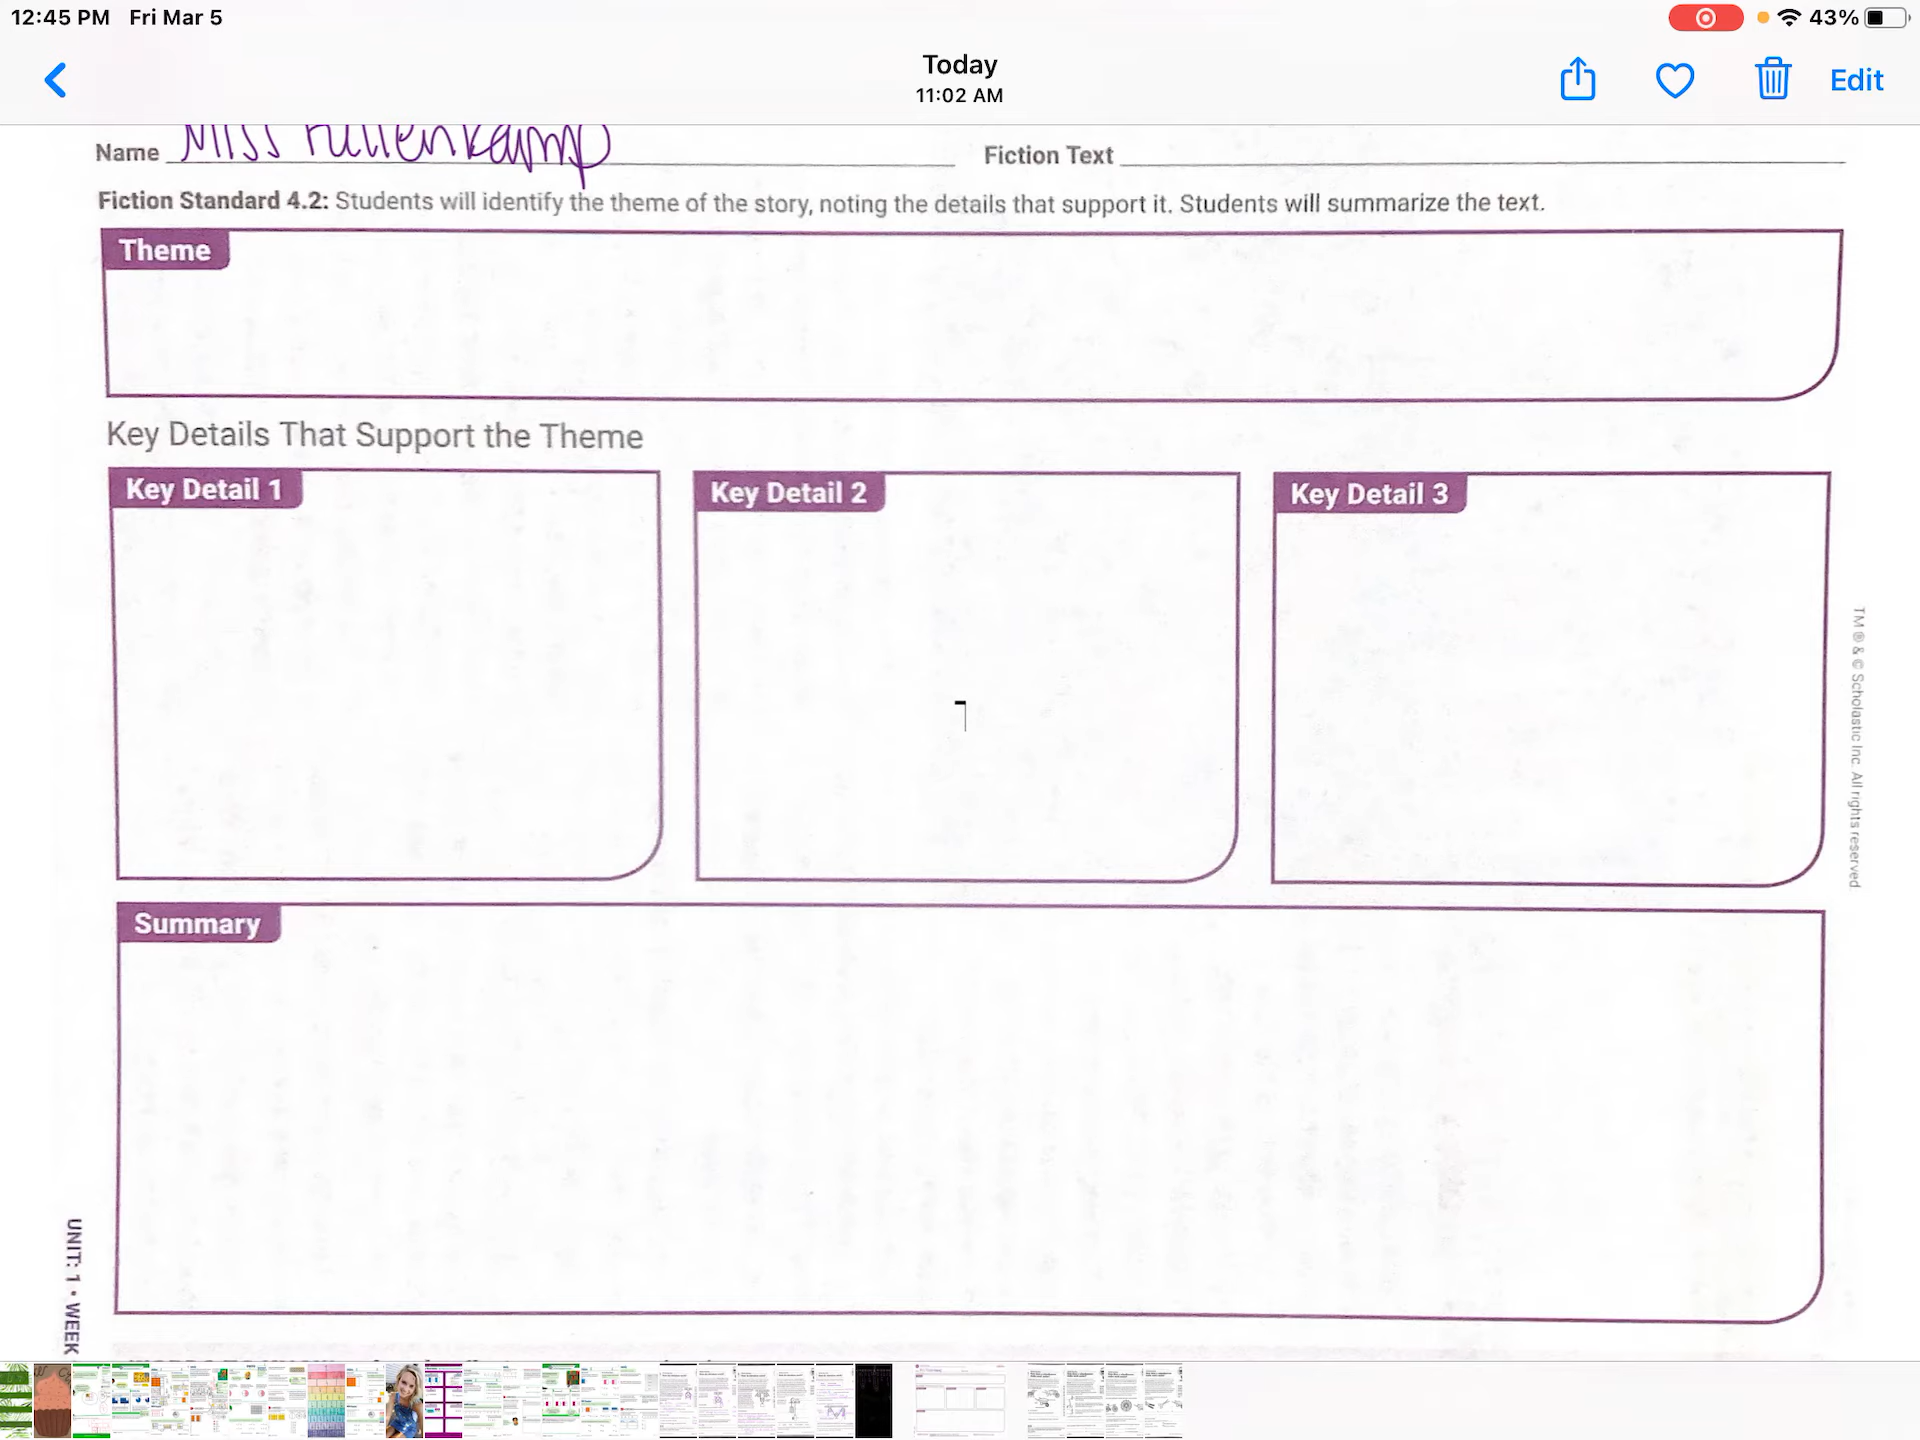 12:45 PM Fri Mar 5
43%
Today
11:02 AM
Edit
Name Miss
Fiction Text
Fiction Standard 4.2: Students will identify the theme of the story, noting the details that support it. Students will summarize the text.
Theme
Key Details That Support the Theme
Key Detail 1
Key Detail 2
Key Detail 3
Summary
TM ® & © Scholastic Inc. All rights reserved.
UNIT: 1 • WEEK